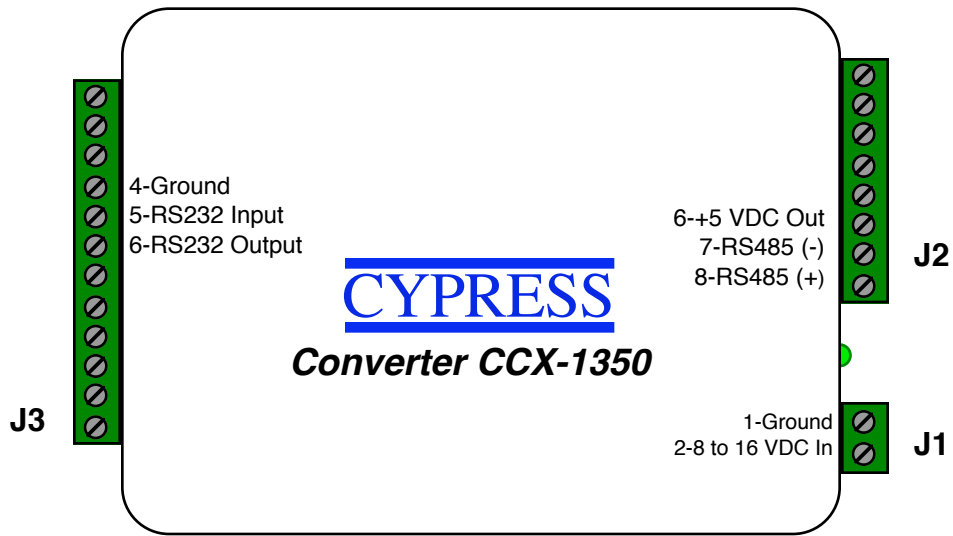 4-Ground
5-RS232 Input
6-RS232 Output
6-+5 VDC Out
7-RS485 (-)
8-RS485 (+)
J2
CYPRESS
Converter CCX-1350
J3
1-Ground
2-8 to 16 VDC In
J1